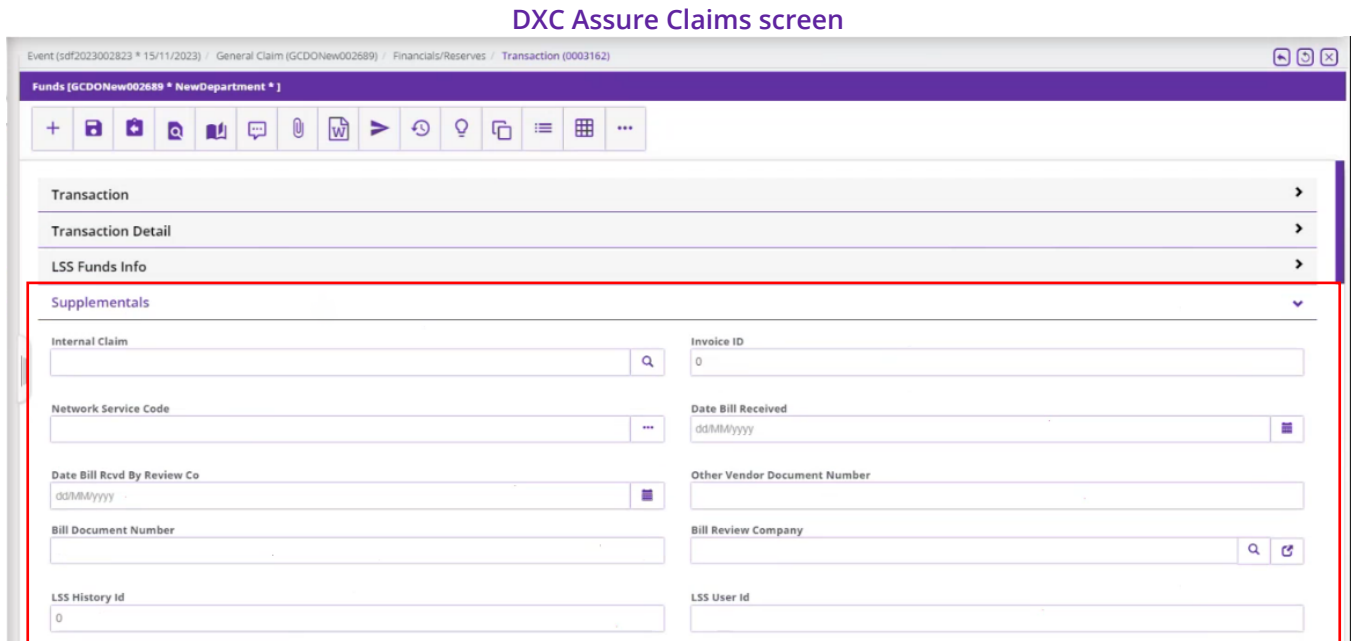 DXC Assure Claims screen
Event (sdf2023002823 * 15/11/2023) / General Claim (GCDONew002689) / Financials/Reserves / Transaction (0003162)
Funds [GCDONew002689 * NewDepartment * ]
W
Transaction
Transaction Detail
LSS Funds Info
Supplementals
Internal Claim Invoice ID
0
Network Service Code Date Bill Received
dd/MM/yyyy
Date Bill Rcvd By Review Co Other Vendor Document Number
dd/MM/yyyy
Bill Document Number Bill Review Company
LSS History Id LSS User Id
0